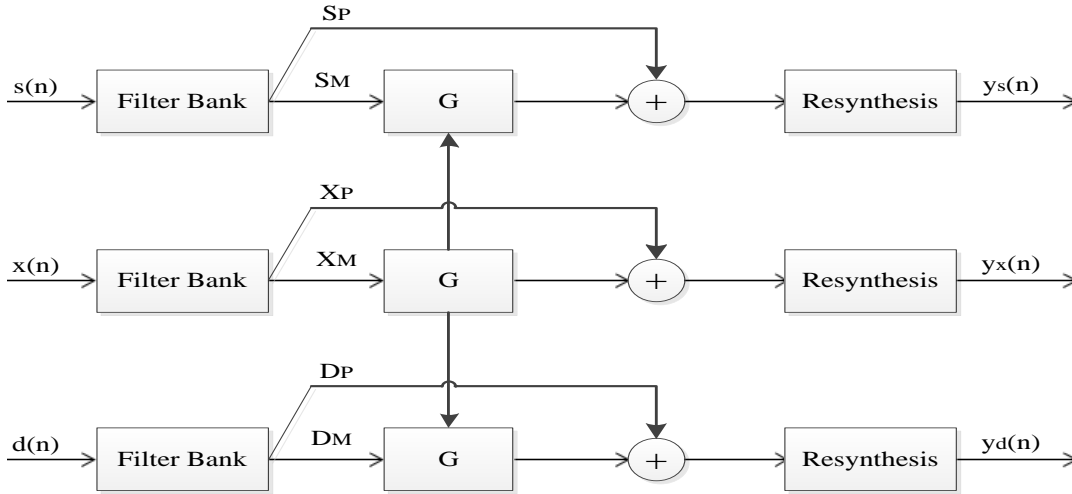 SP
s(n) Filter Bank SM G + Resynthesis ys(n)
XP
x(n) Filter Bank XM G + Resynthesis yx(n)
DP
d(n) Filter Bank DM G + Resynthesis yd(n)